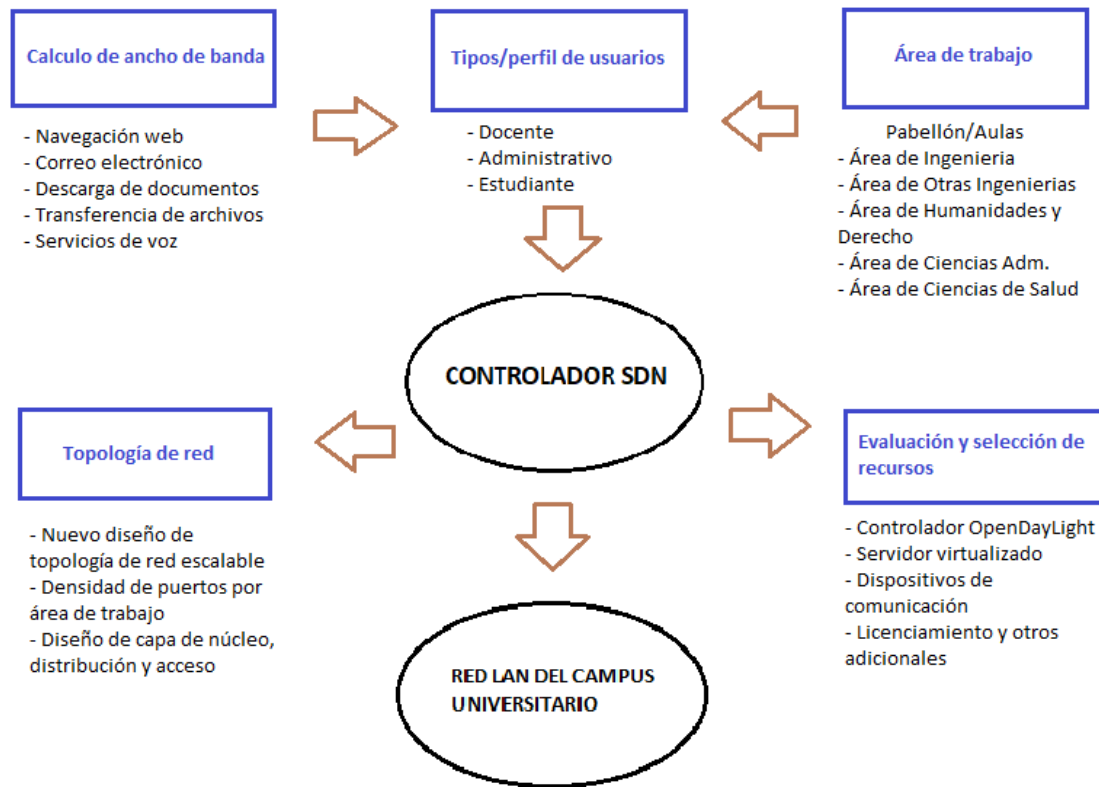 Calculo de ancho de banda
- Navegación web
- Correo electrónico
- Descarga de documentos
- Transferencia de archivos
- Servicios de voz
Tipos/perfil de usuarios
- Docente
- Administrativo
- Estudiante
Área de trabajo
Pabellón/Aulas
- Área de Ingenieria
- Área de Otras Ingenierias
- Área de Humanidades y
Derecho
- Área de Ciencias Adm.
- Área de Ciencias de Salud
CONTROLADOR SDN
Topología de red
- Nuevo diseño de
topología de red escalable
- Densidad de puertos por
área de trabajo
- Diseño de capa de núcleo,
distribución y acceso
Evaluación y selección de
recursos
- Controlador OpenDayLight
- Servidor virtualizado
- Dispositivos de
comunicación
- Licenciamiento y otros
adicionales
RED LAN DEL CAMPUS
UNIVERSITARIO